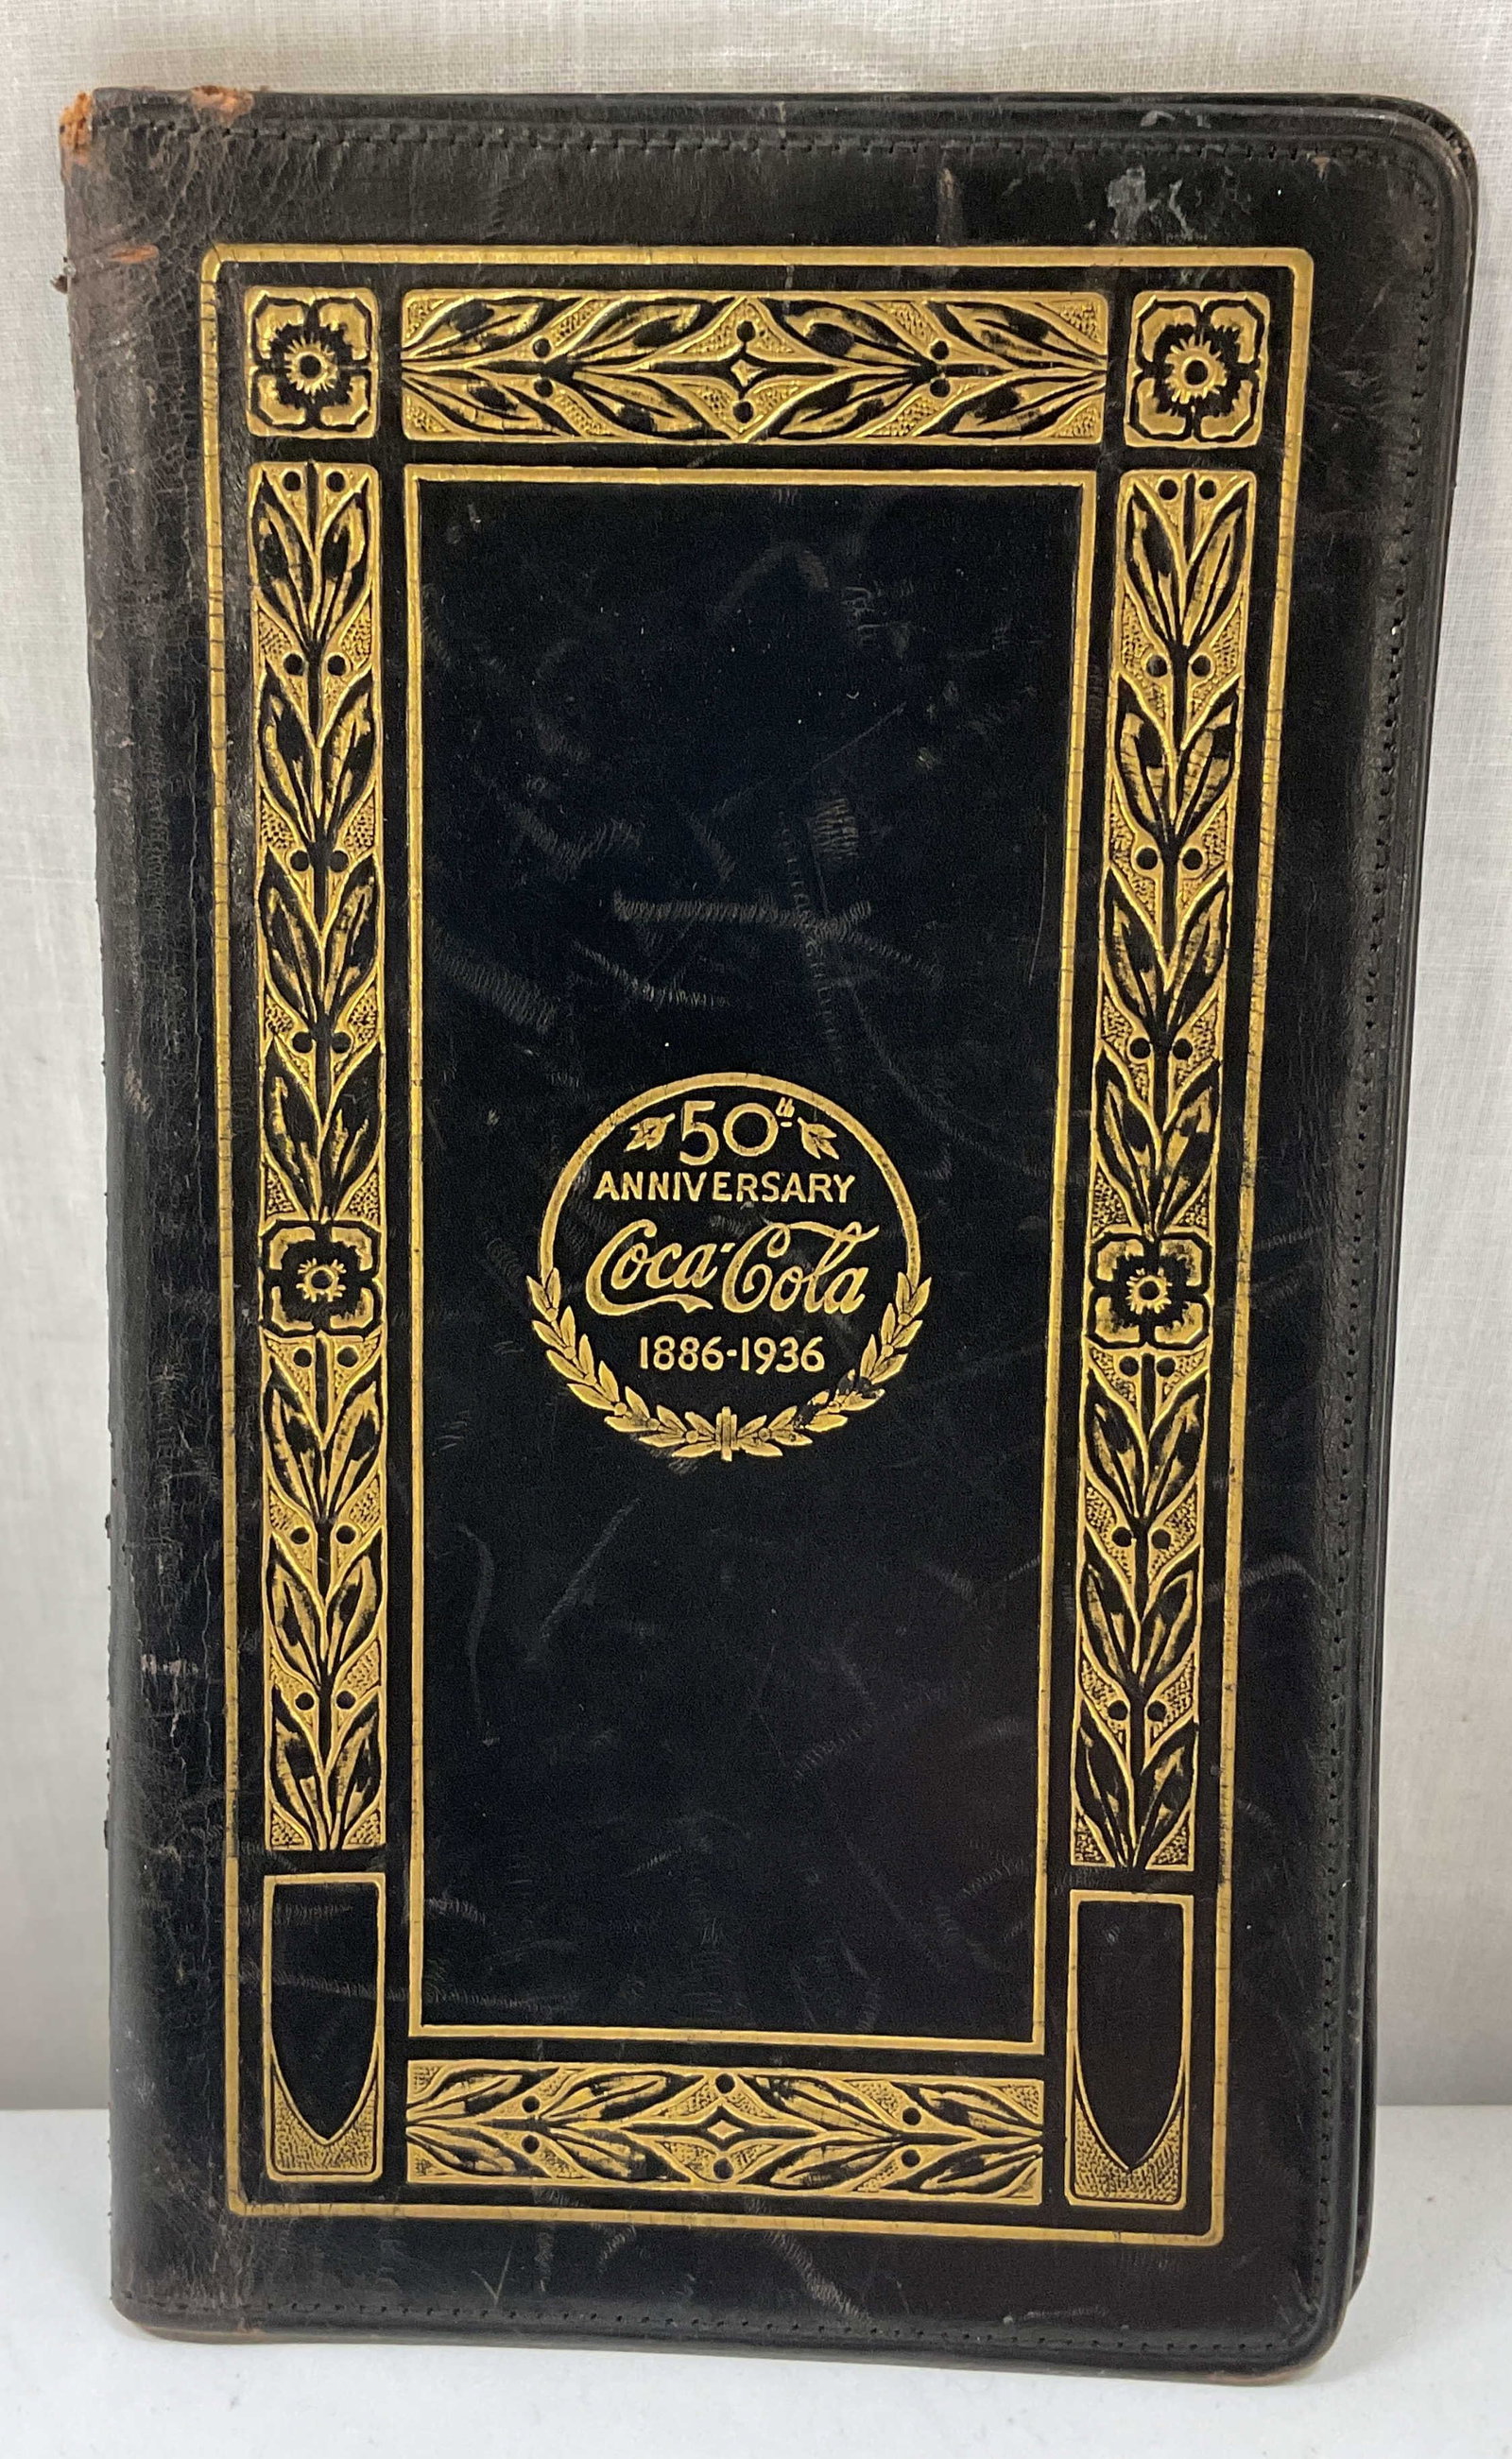 50th
ANNIVERSARY
Coca-Cola
1886-1936